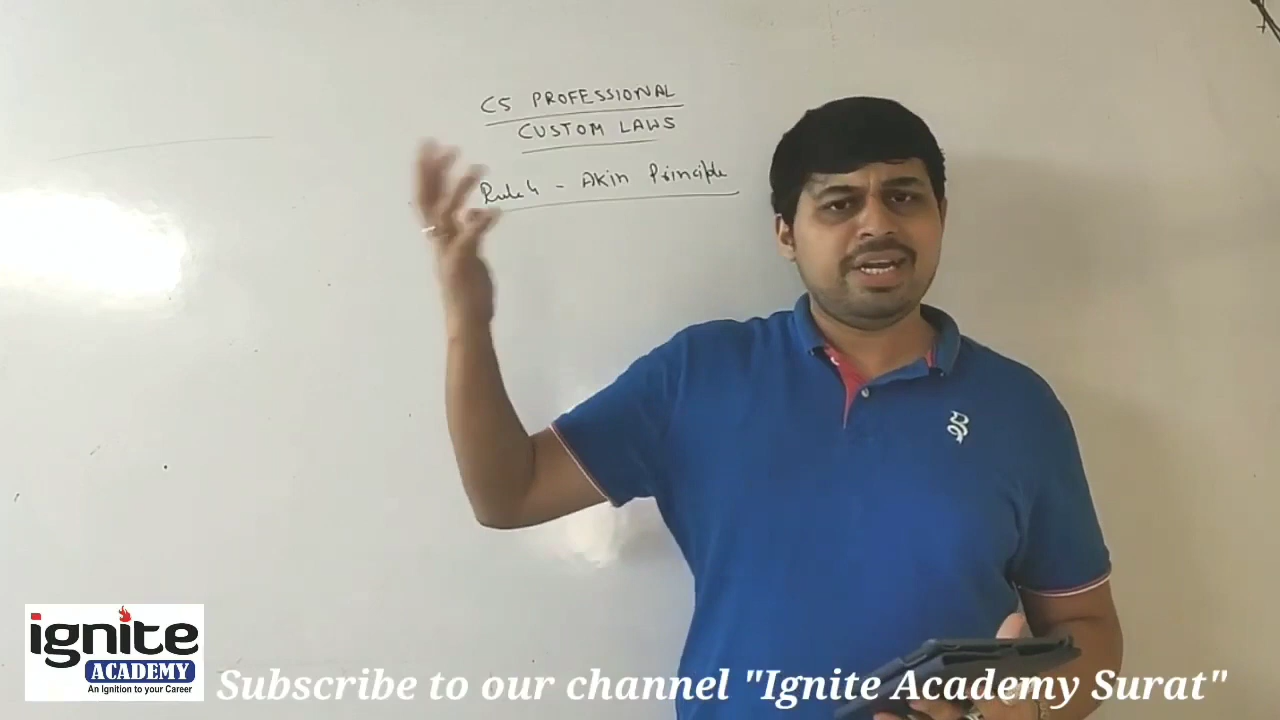 CS PROFESSIONAL
CUSTOM LAWS
Rule 4 - Akin Principle
ignite
ACADEMY
An Ignition to your Career
Subscribe to our channel "Ignite Academy Surat"